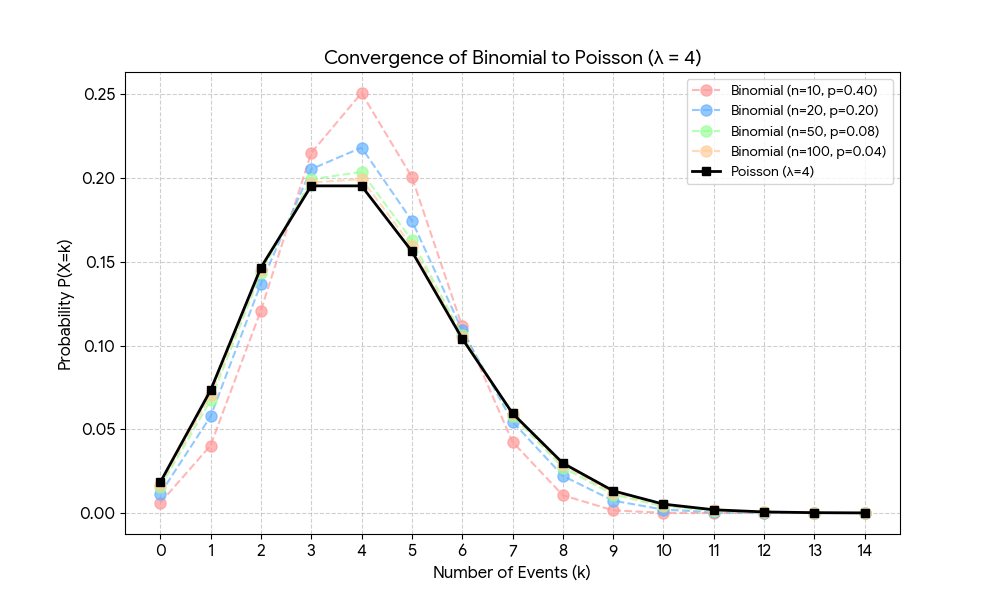 Convergence of Binomial to Poisson (λ = 4)
Binomial (n=10, p=0.40)
Binomial (n=20, p=0.20)
Binomial (n=50, p=0.08)
Binomial (n=100, p=0.04)
Poisson (λ=4)
Probability P(X=k)
0.25
0.20
0.15
0.10
0.05
0.00
0 1 2 3 4 5 6 7 8 9 10 11 12 13 14
Number of Events (k)